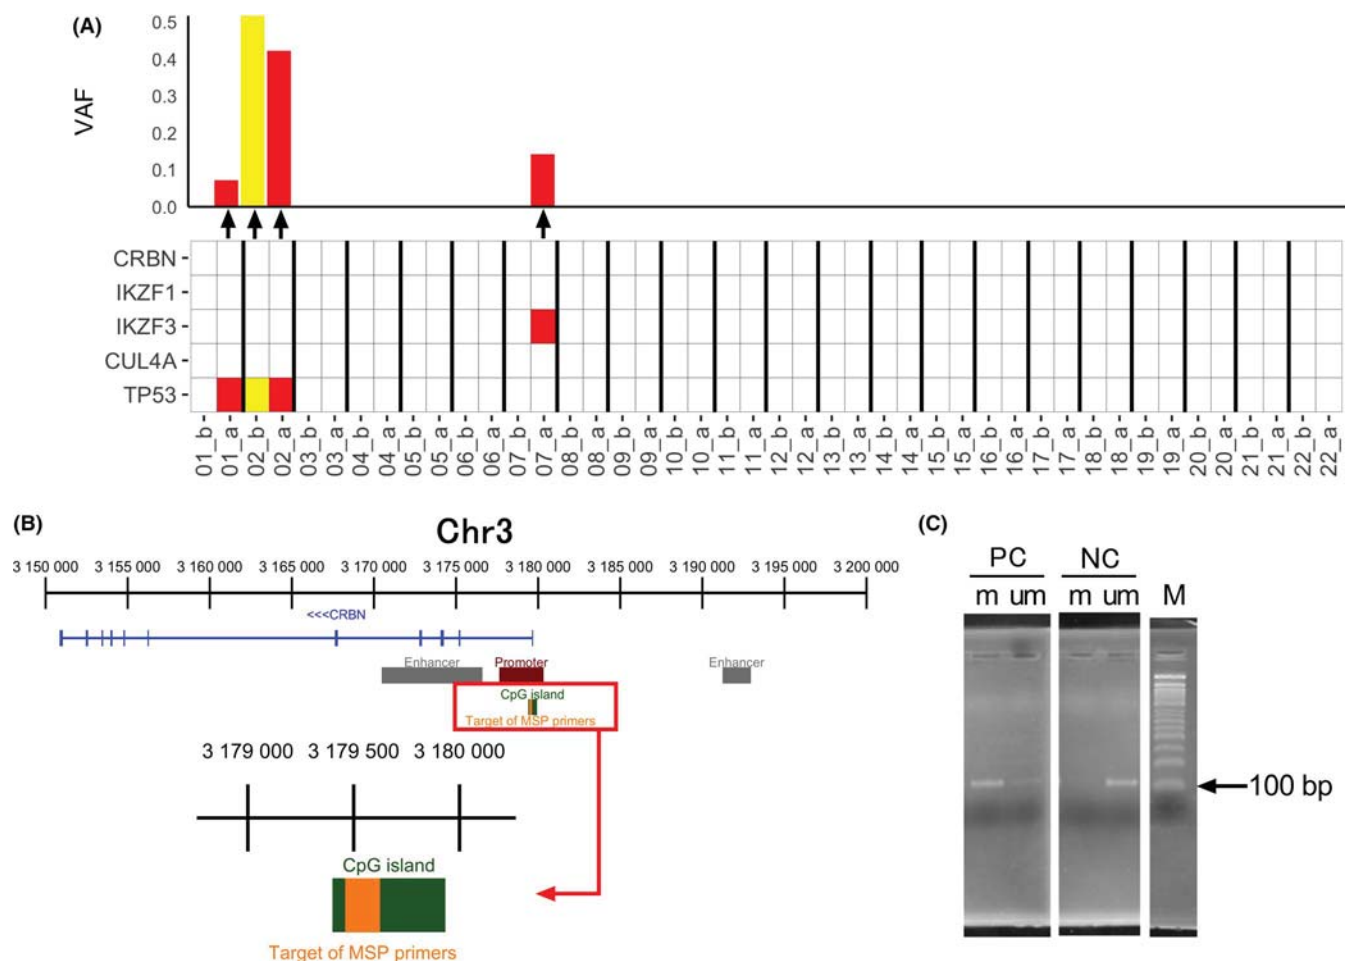 (A)
VAF
0.5
0.4
0.3
0.2
0.1
0.0
CRBN
IKZF1
IKZF3
CUL4A
TP53
01_b 01_a 02_b 02_a 03_b 03_a 04_b 04_a 05_b 05_a 06_b 06_a 07_b 07_a 08_b 08_a 09_b 09_a 10_b 10_a 11_b 11_a 12_b 12_a 13_b 13_a 14_b 14_a 15_b 15_a 16_b 16_a 17_b 17_a 18_b 18_a 19_b 19_a 20_b 20_a 21_b 21_a 22_b 22_a
(B)
Chr3
3 150 000 3 155 000 3 160 000 3 165 000 3 170 000 3 175 000 3 180 000 3 185 000 3 190 000 3 195 000 3 200 000
<<<CRBN
Enhancer Promoter Enhancer
CpG island
Target of MSP primers
3 179 000 3 179 500 3 180 000
CpG island
Target of MSP primers
(C)
PC NC
m um m um M
100 bp